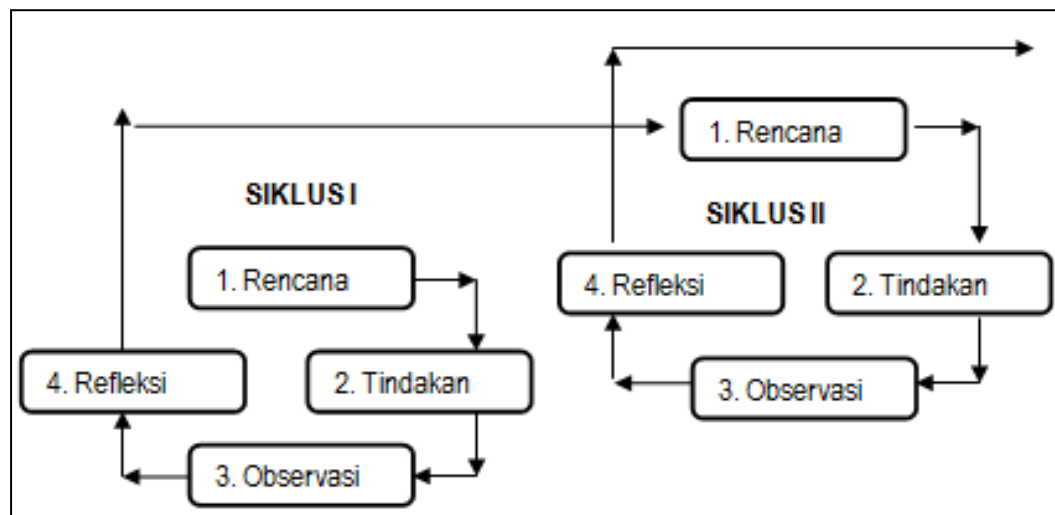 SIKLUS I
1. Rencana
2. Tindakan
3. Observasi
4. Refleksi
SIKLUS II
1. Rencana
2. Tindakan
3. Observasi
4. Refleksi